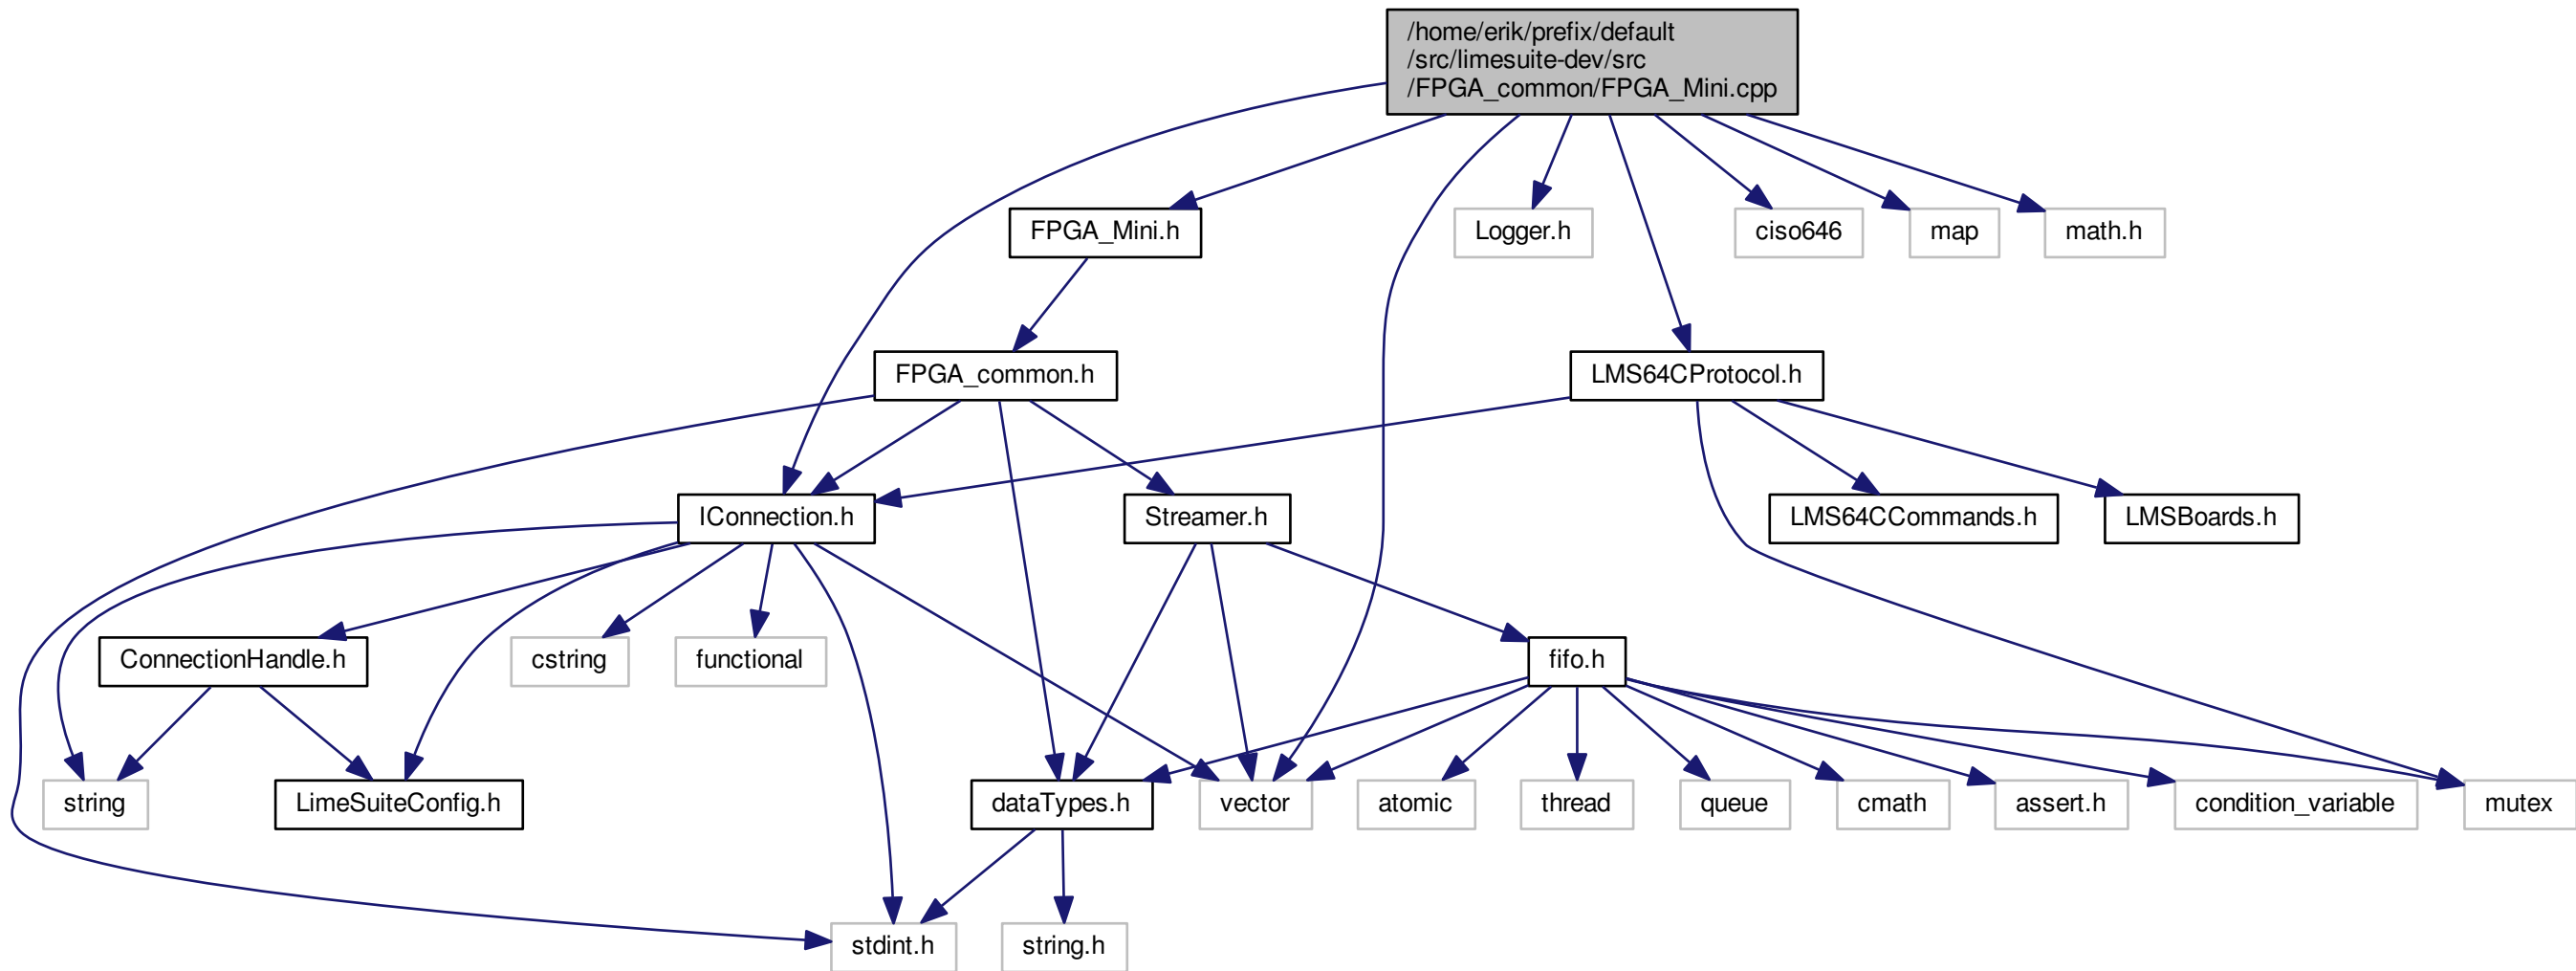 /home/erik/prefix/default
/src/limesuite-dev/src
/FPGA_common/FPGA_Mini.cpp
FPGA_Mini.h
Logger.h
ciso646
map
math.h
FPGA_common.h
LMS64CProtocol.h
IConnection.h
Streamer.h
LMS64CCommands.h
LMSBoards.h
ConnectionHandle.h
cstring
functional
fifo.h
string
LimeSuiteConfig.h
dataTypes.h
vector
atomic
thread
queue
cmath
assert.h
condition_variable
mutex
stdint.h
string.h